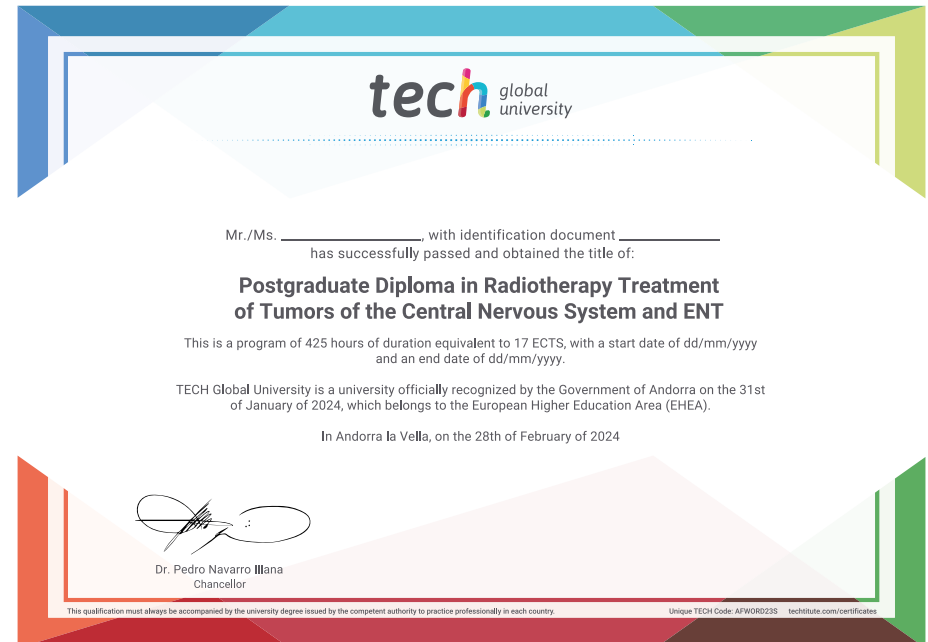 tech global university
Mr./Ms. ____________________, with identification document ______________
has successfully passed and obtained the title of:
Postgraduate Diploma in Radiotherapy Treatment
of Tumors of the Central Nervous System and ENT
This is a program of 425 hours of duration equivalent to 17 ECTS, with a start date of dd/mm/yyyy
and an end date of dd/mm/yyyy.
TECH Global University is a university officially recognized by the Government of Andorra on the 31st
of January of 2024, which belongs to the European Higher Education Area (EHEA).
In Andorra la Vella, on the 28th of February of 2024
Dr. Pedro Navarro Illana
Chancellor
This qualification must always be accompanied by the university degree issued by the competent authority to practice professionally in each country.
Unique TECH Code: AFWORD23S techtitute.com/certificates